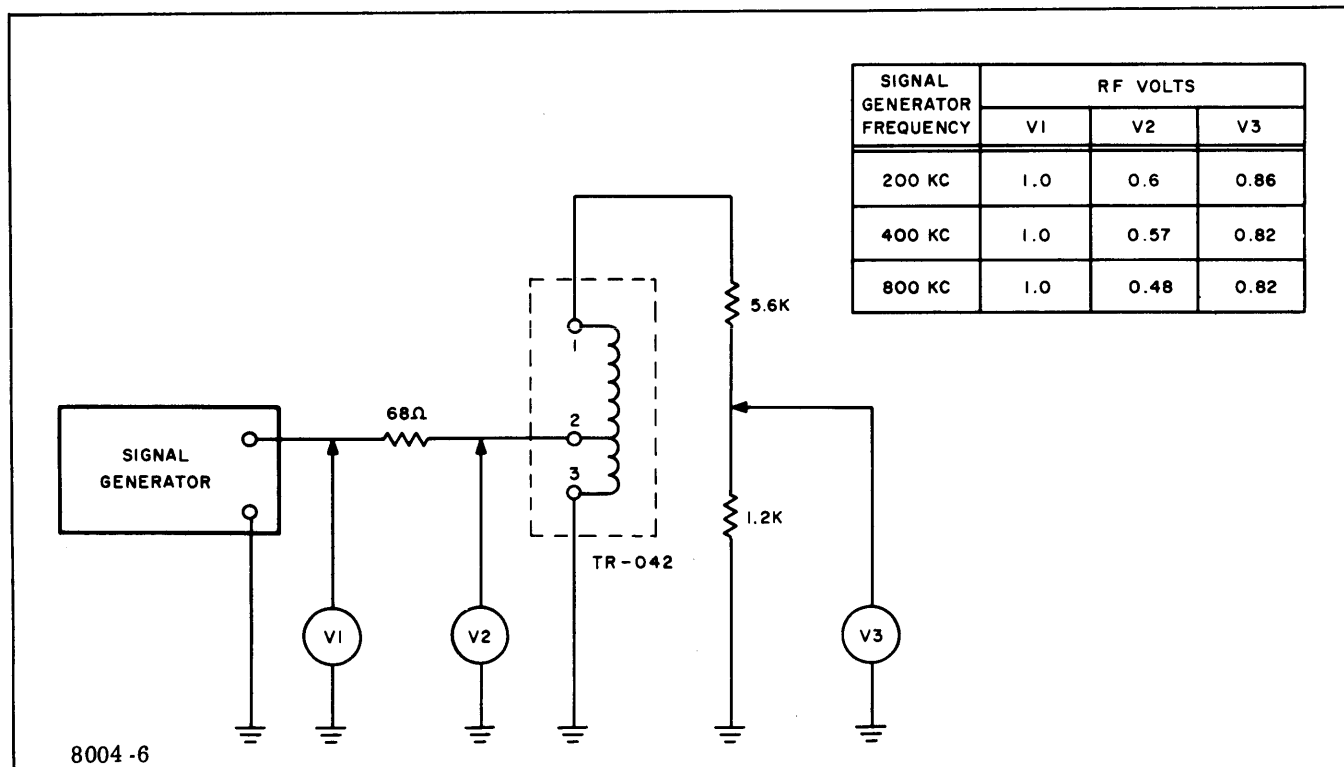 SIGNAL GENERATOR FREQUENCY
RF VOLTS
V1 V2 V3
200 KC 1.0 0.6 0.86
400 KC 1.0 0.57 0.82
800 KC 1.0 0.48 0.82
1
5.6K
68Ω
2
SIGNAL
GENERATOR
3
1.2K
TR-042
V1
V2
V3
8004-6